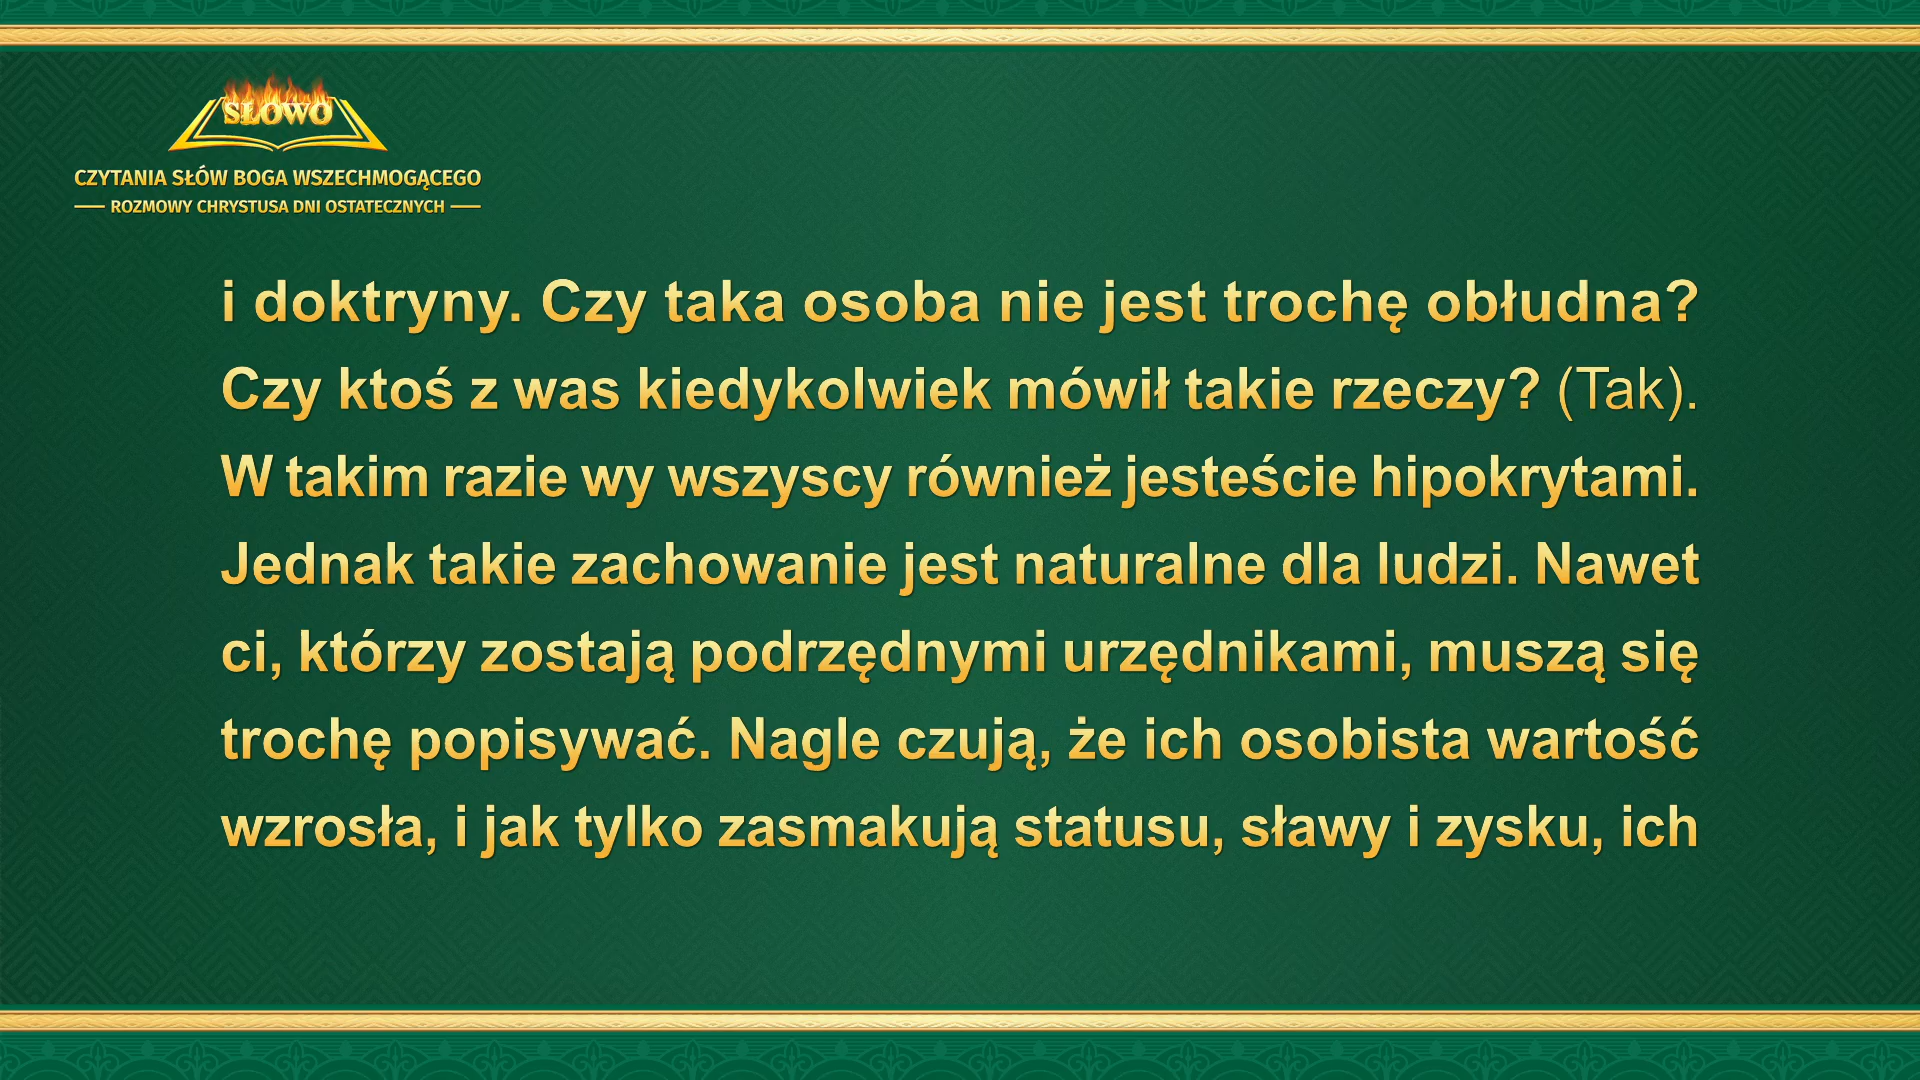 SŁOWO
CZYTANIA SŁÓW BOGA WSZECHMOGĄCEGO
ROZMOWY CHRYSTUSA DNI OSTATECZNYCH
i doktryny. Czy taka osoba nie jest trochę obłudna?
Czy ktoś z was kiedykolwiek mówił takie rzeczy? (Tak).
W takim razie wy wszyscy również jesteście hipokrytami.
Jednak takie zachowanie jest naturalne dla ludzi. Nawet
ci, którzy zostają podrzędnymi urzędnikami, muszą się
trochę popisywać. Nagle czują, że ich osobista wartość
wzrosła, i jak tylko zasmakują statusu, sławy i zysku, ich